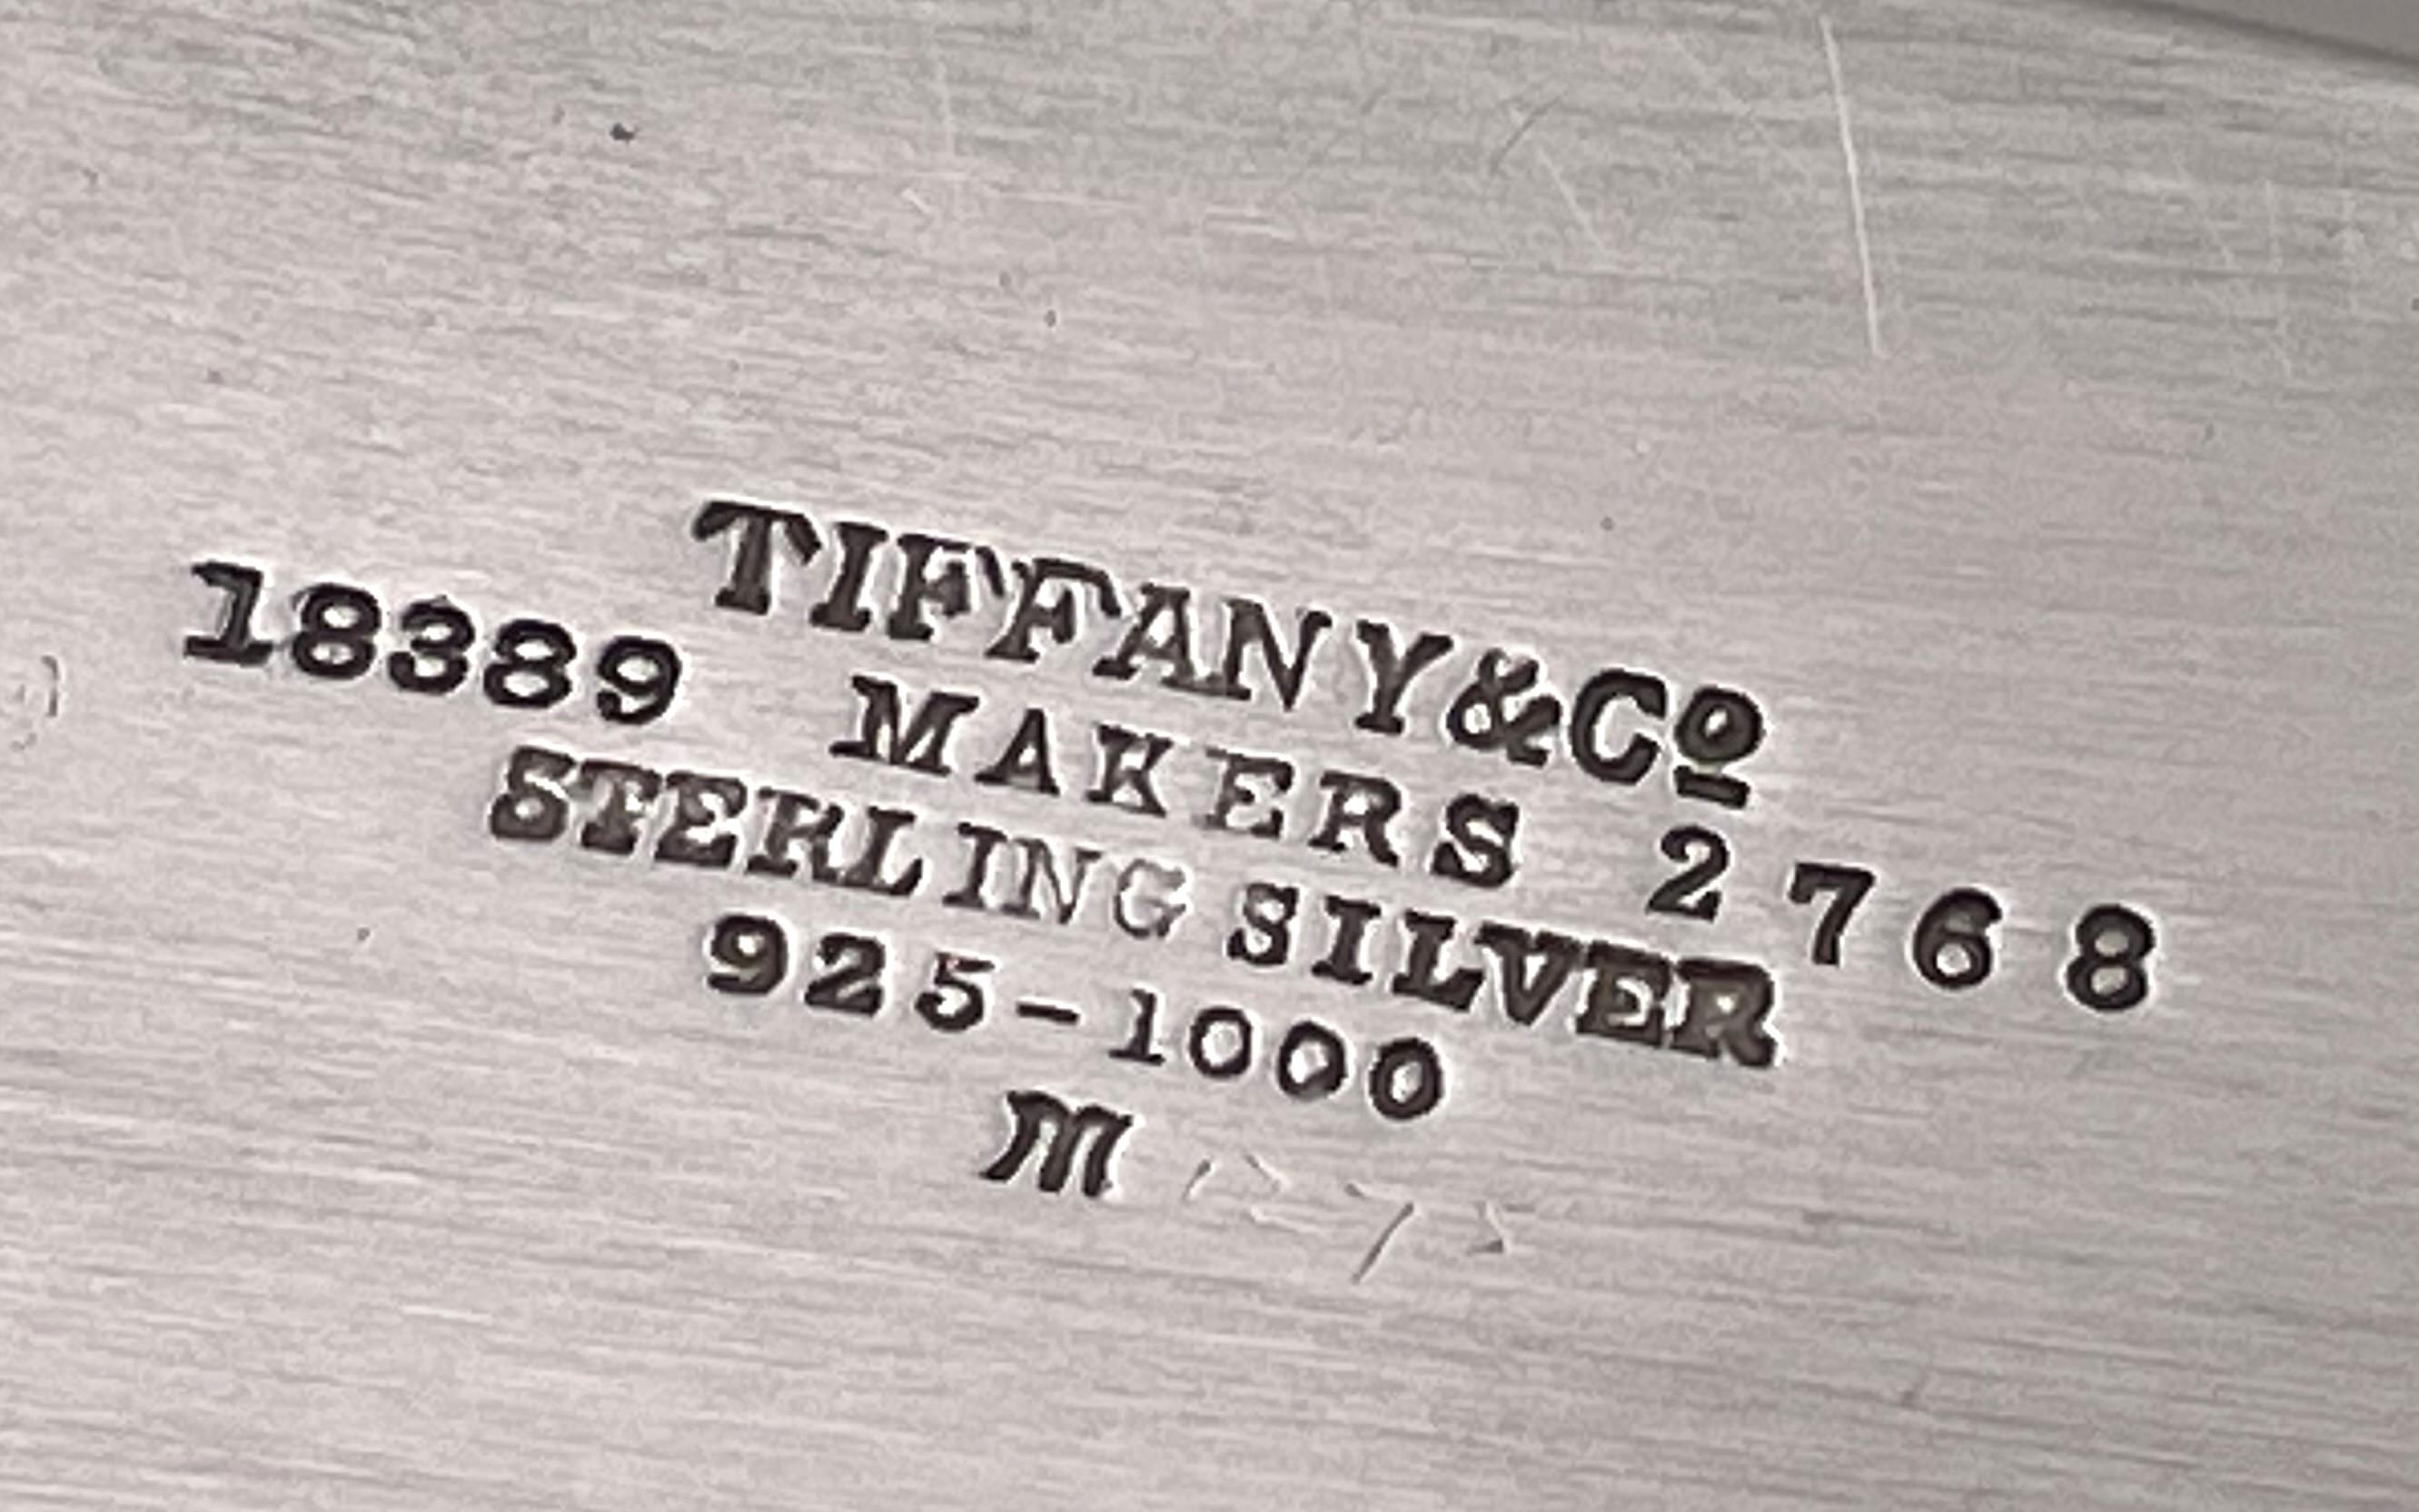 TIFFANY & Cº
18389 MAKERS 2768
STERLING SILVER
925-1000
M